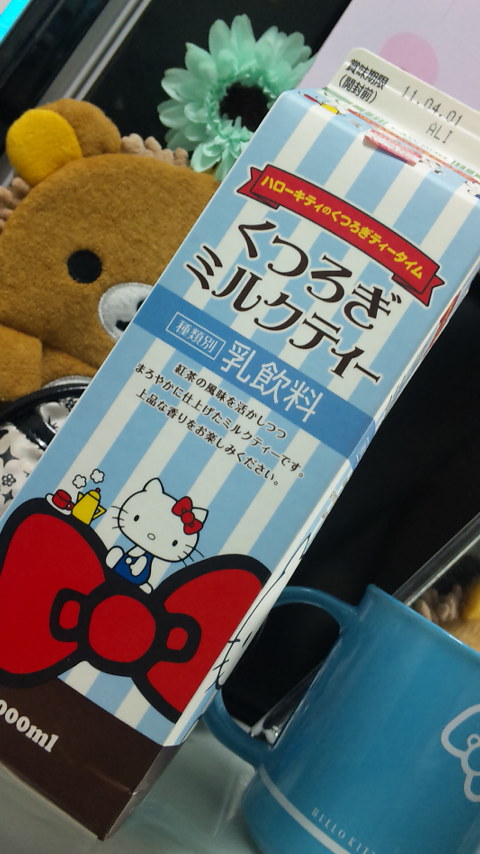 賞味期限
(開封前)
11.04.01
ALI
ハローキティのくつろぎティータイム
くつろぎ
ミルクティー
種類別 乳飲料
紅茶の風味を活かしつつ
まろやかに仕上げたミルクティーです。
上品な香りをお楽しみください。
000ml
HELLO KITT